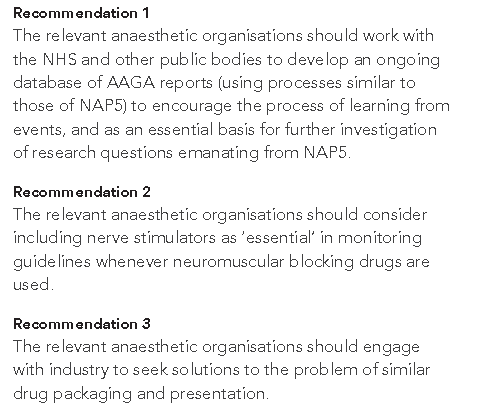 Recommendation 1
The relevant anaesthetic organisations should work with
the NHS and other public bodies to develop an ongoing
database of AAGA reports (using processes similar to
those of NAP5) to encourage the process of learning from
events, and as an essential basis for further investigation
of research questions emanating from NAP5.
Recommendation 2
The relevant anaesthetic organisations should consider
including nerve stimulators as ‘essential’ in monitoring
guidelines whenever neuromuscular blocking drugs are
used.
Recommendation 3
The relevant anaesthetic organisations should engage
with industry to seek solutions to the problem of similar
drug packaging and presentation.